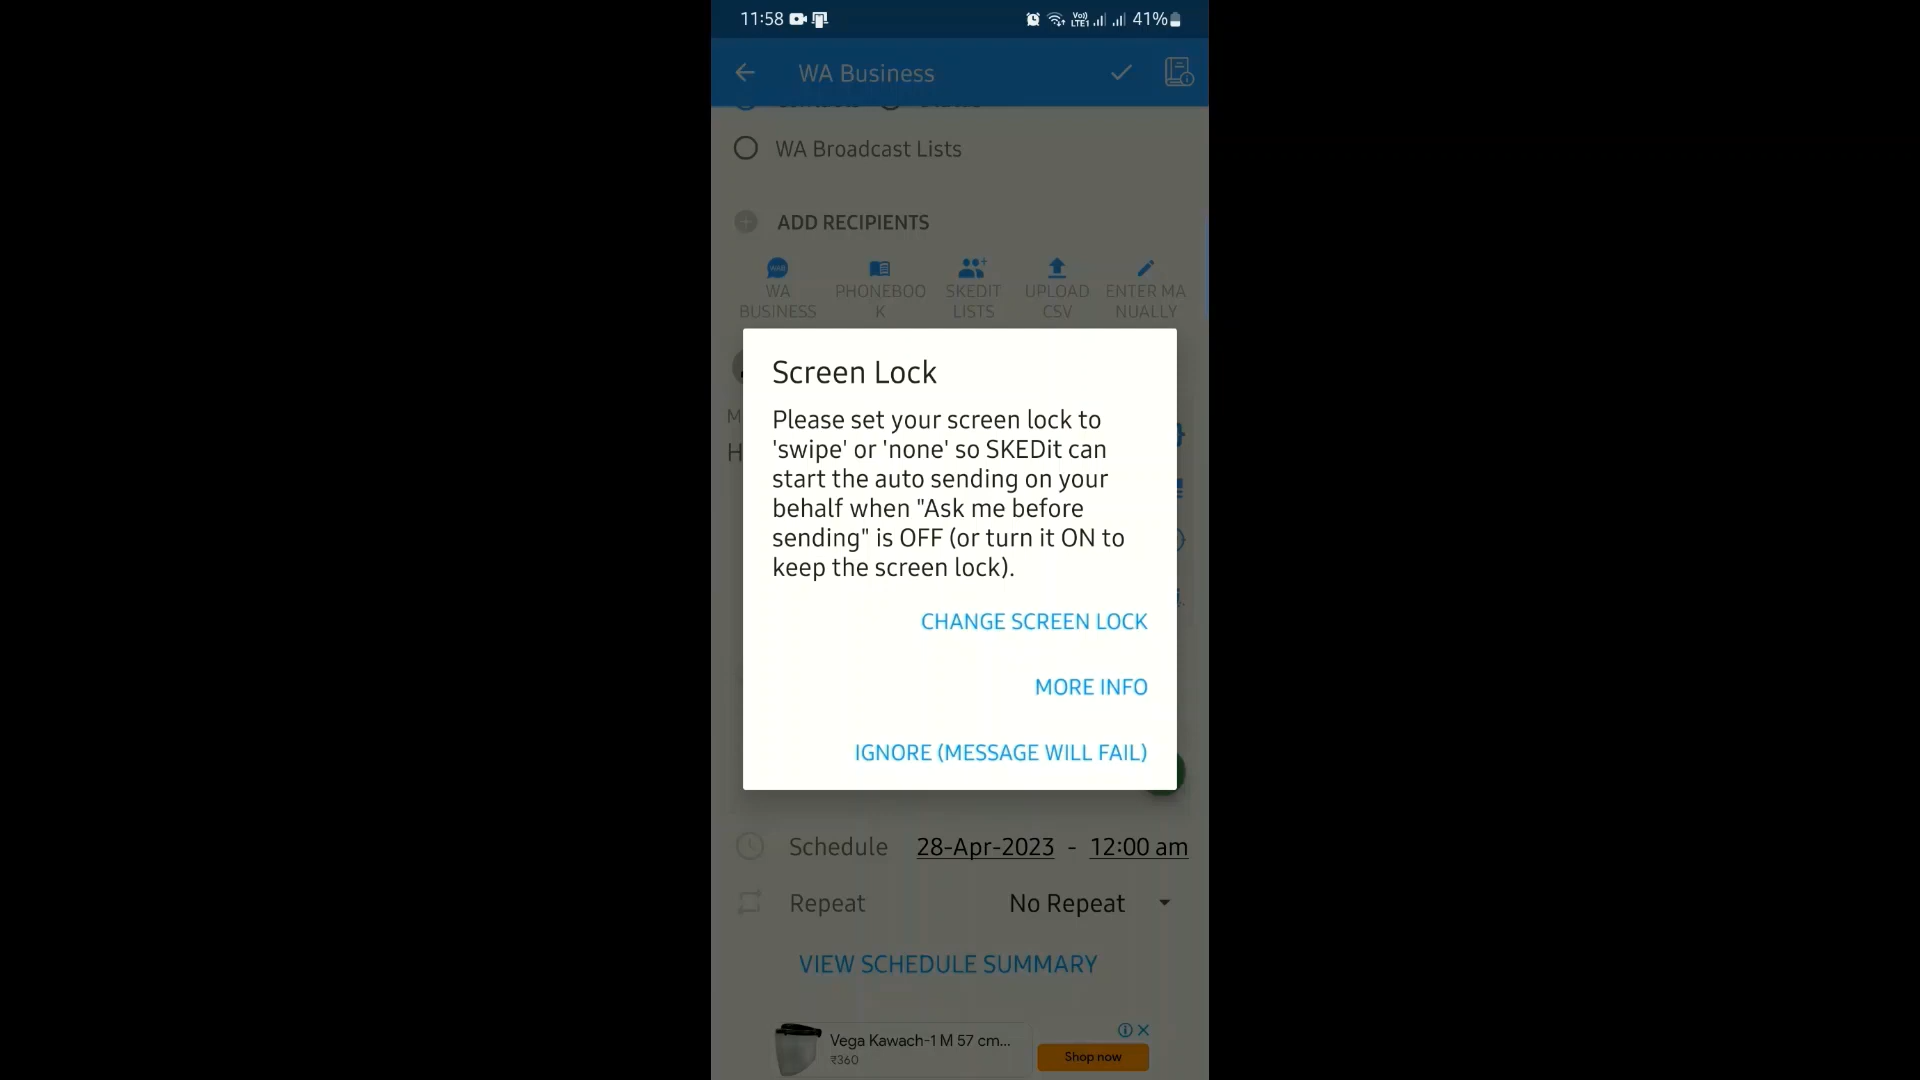 11:58 Vo) LTE1 41%
WA Business
WA Broadcast Lists
ADD RECIPIENTS
WA BUSINESS
PHONEBOO K
SKEDIT LISTS
UPLOAD CSV
ENTER MA NUALLY
Screen Lock
Please set your screen lock to
'swipe' or 'none' so SKEDit can
start the auto sending on your
behalf when "Ask me before
sending" is OFF (or turn it ON to
keep the screen lock).
CHANGE SCREEN LOCK
MORE INFO
IGNORE (MESSAGE WILL FAIL)
M
H
Schedule 28-Apr-2023 - 12:00 am
Repeat No Repeat
VIEW SCHEDULE SUMMARY
Vega Kawach-1 M 57 cm...
₹360
Shop now